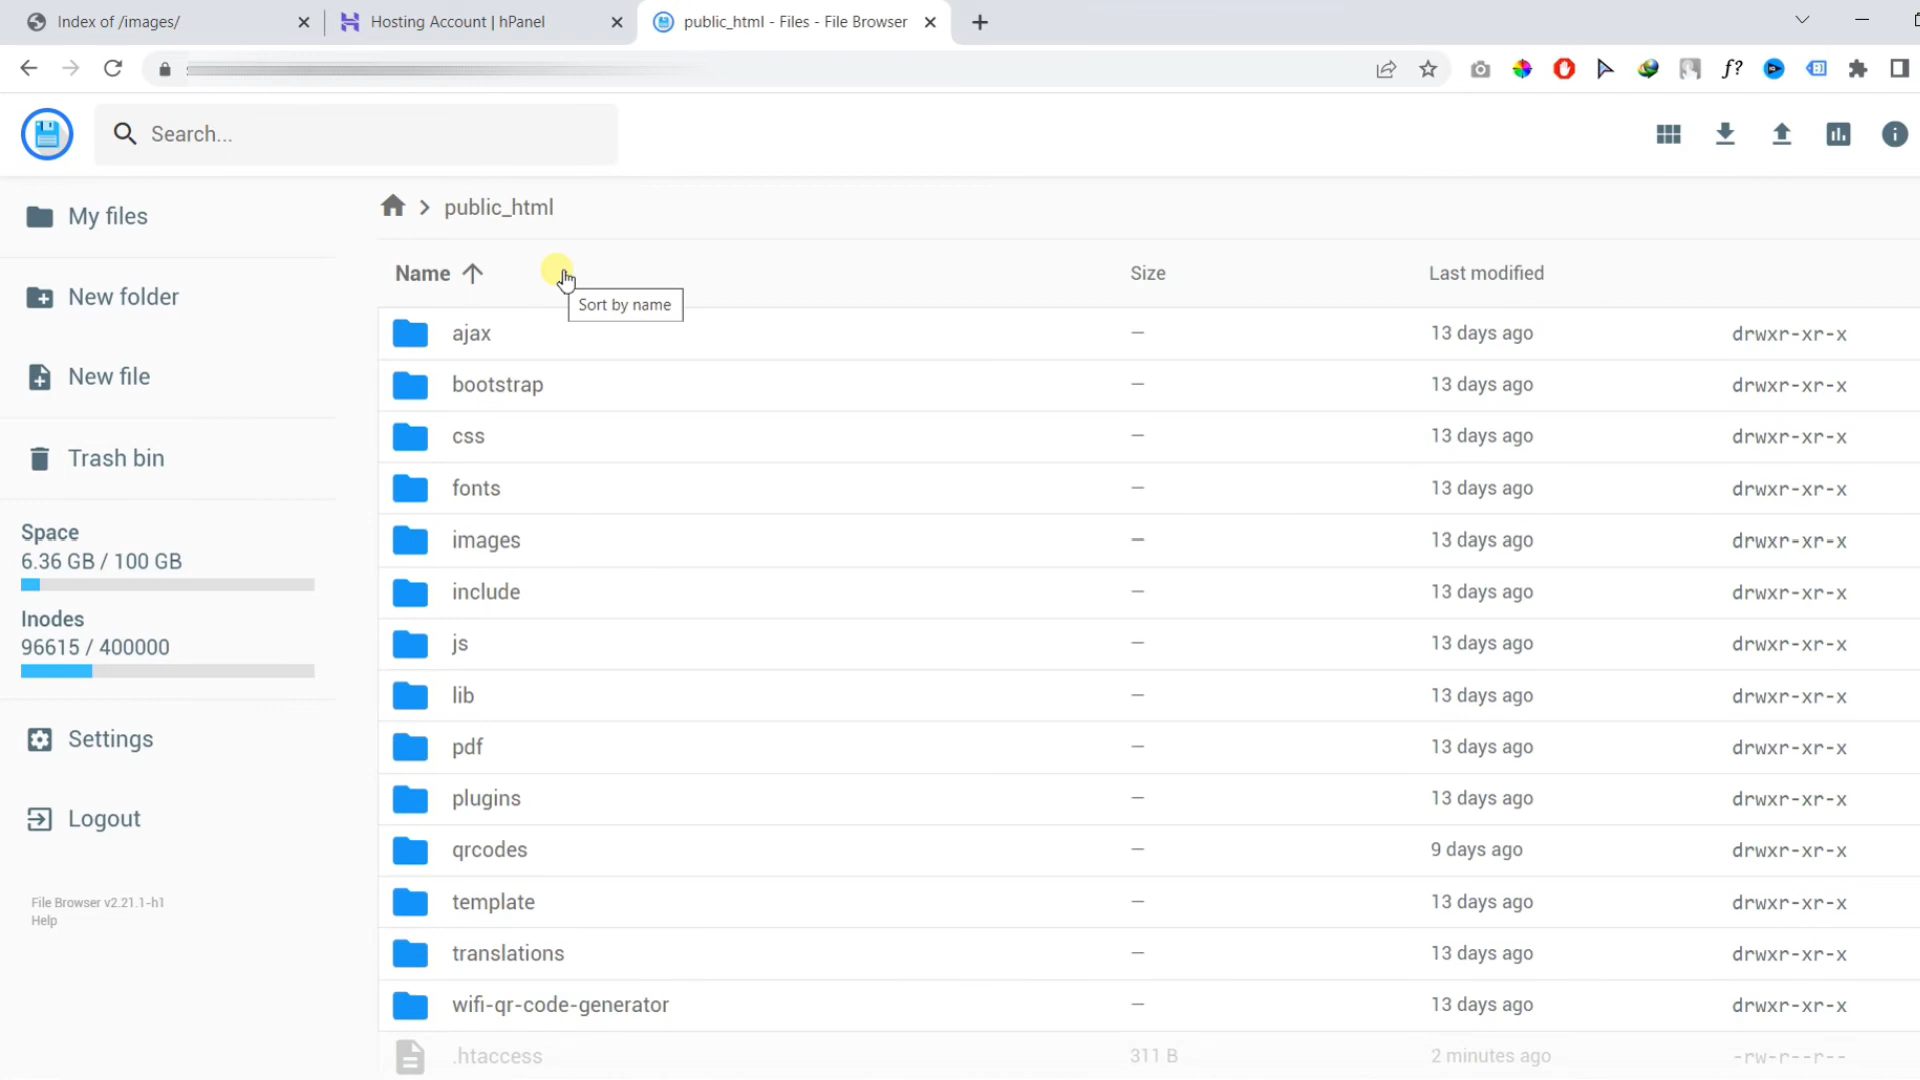 Index of /images/
Hosting Account | hPanel
public_html - Files - File Browser
f?
Search...
My files
New folder
New file
Trash bin
Space
6.36 GB / 100 GB
Inodes
96615 / 400000
Settings
Logout
File Browser v2.21.1-h1
Help
public_html
Name Size Last modified
Sort by name
ajax — 13 days ago drwxr-xr-x
bootstrap — 13 days ago drwxr-xr-x
css — 13 days ago drwxr-xr-x
fonts — 13 days ago drwxr-xr-x
images — 13 days ago drwxr-xr-x
include — 13 days ago drwxr-xr-x
js — 13 days ago drwxr-xr-x
lib — 13 days ago drwxr-xr-x
pdf — 13 days ago drwxr-xr-x
plugins — 13 days ago drwxr-xr-x
qrcodes — 9 days ago drwxr-xr-x
template — 13 days ago drwxr-xr-x
translations — 13 days ago drwxr-xr-x
wifi-qr-code-generator — 13 days ago drwxr-xr-x
.htaccess 311 B 2 minutes ago -rw-r--r--